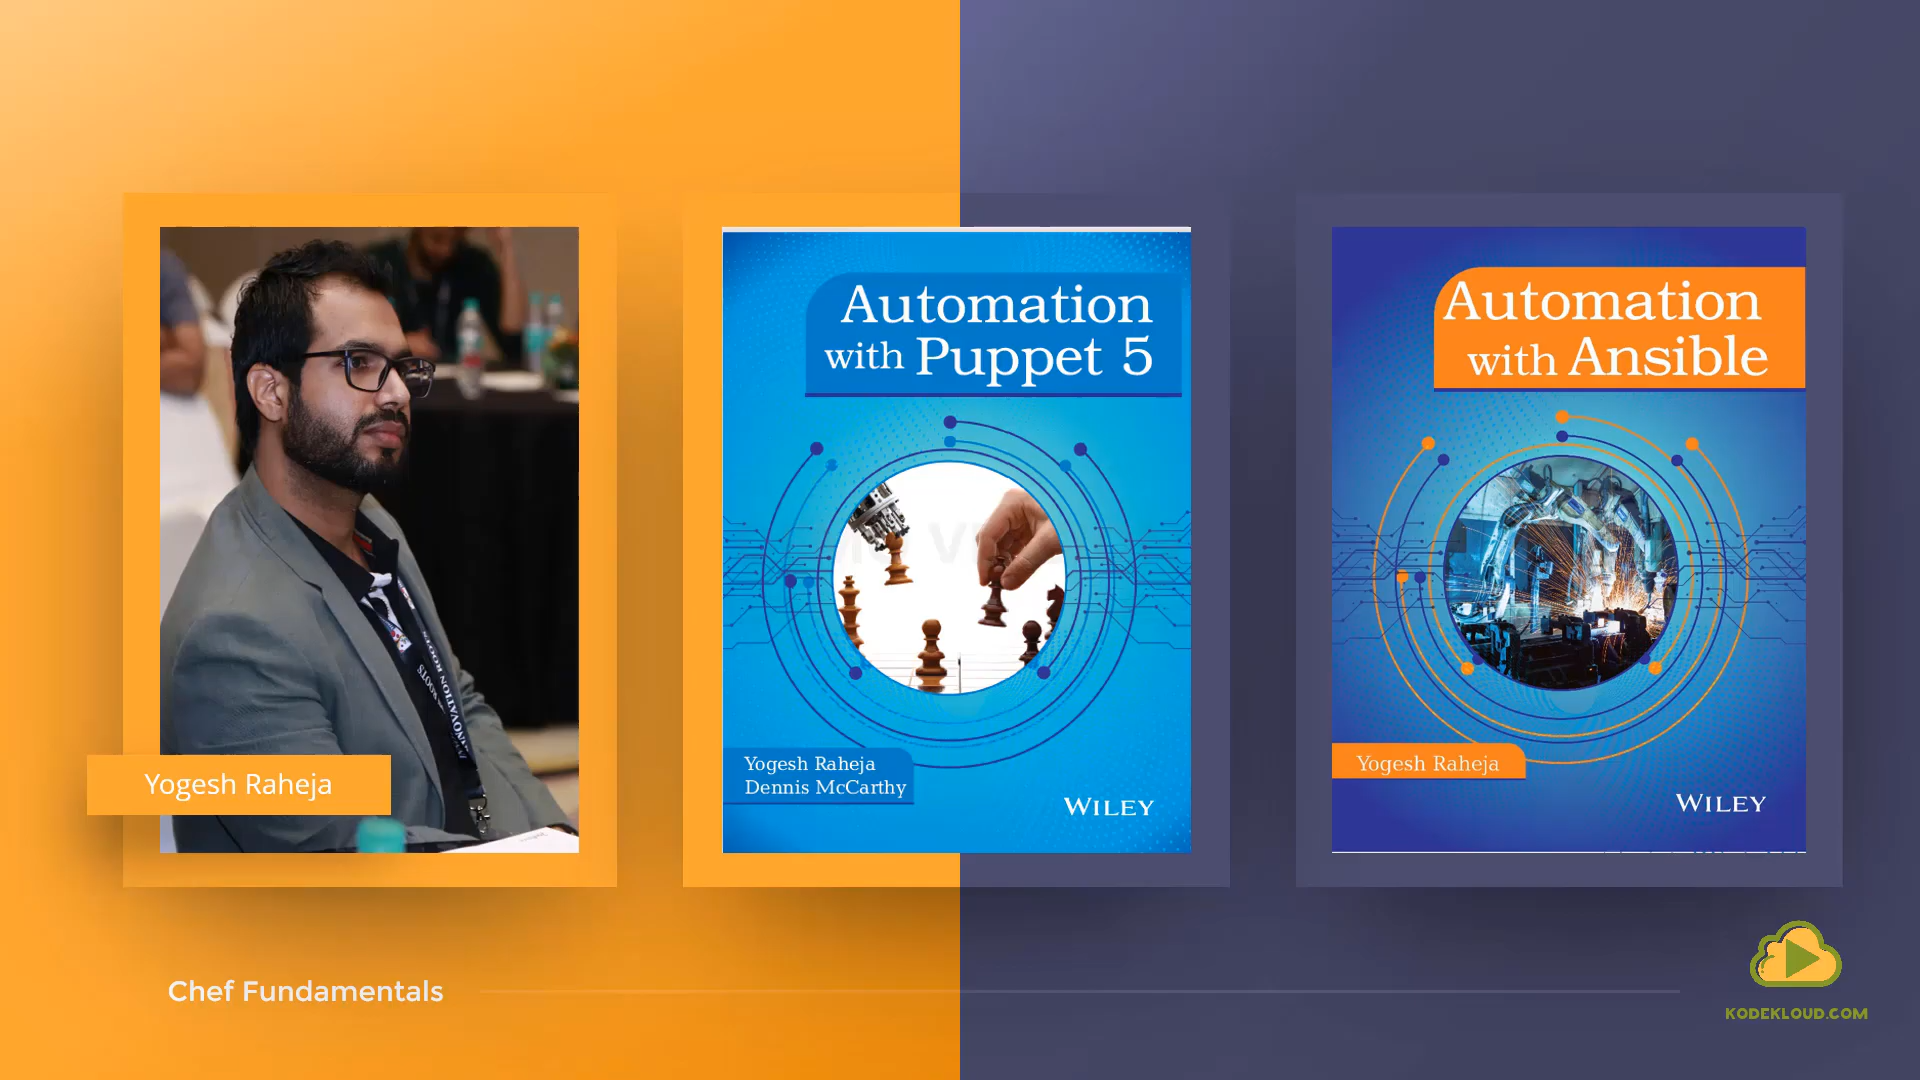 Yogesh Raheja
Automation
with Puppet 5
Yogesh Raheja
Dennis McCarthy
WILEY
Automation
with Ansible
Yogesh Raheja
WILEY
Chef Fundamentals
KODEKLOUD.COM